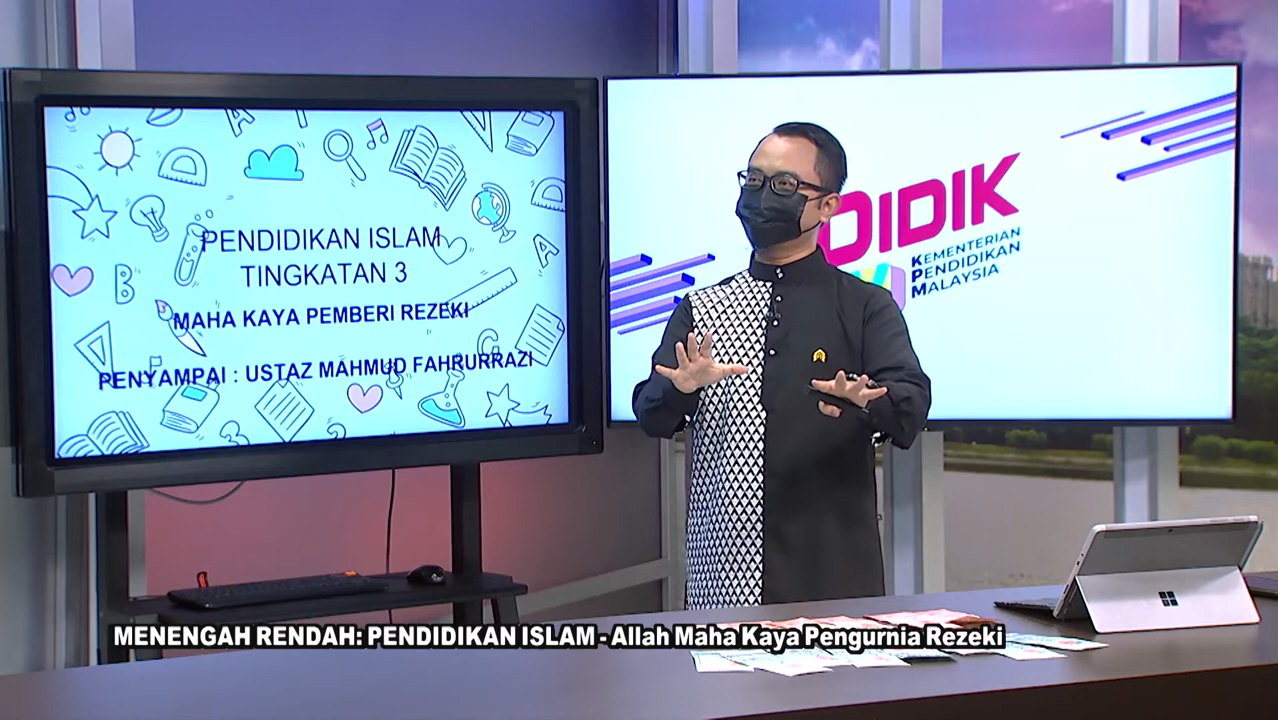 PENDIDIKAN ISLAM
TINGKATAN 3
MAHA KAYA PEMBERI REZEKI
PENYAMPAI : USTAZ MAHMUD FAHRURRAZI
DIDIK
KEMENTERIAN
PENDIDIKAN
MALAYSIA
MENENGAH RENDAH: PENDIDIKAN ISLAM - Allah Maha Kaya Pengurnia Rezeki